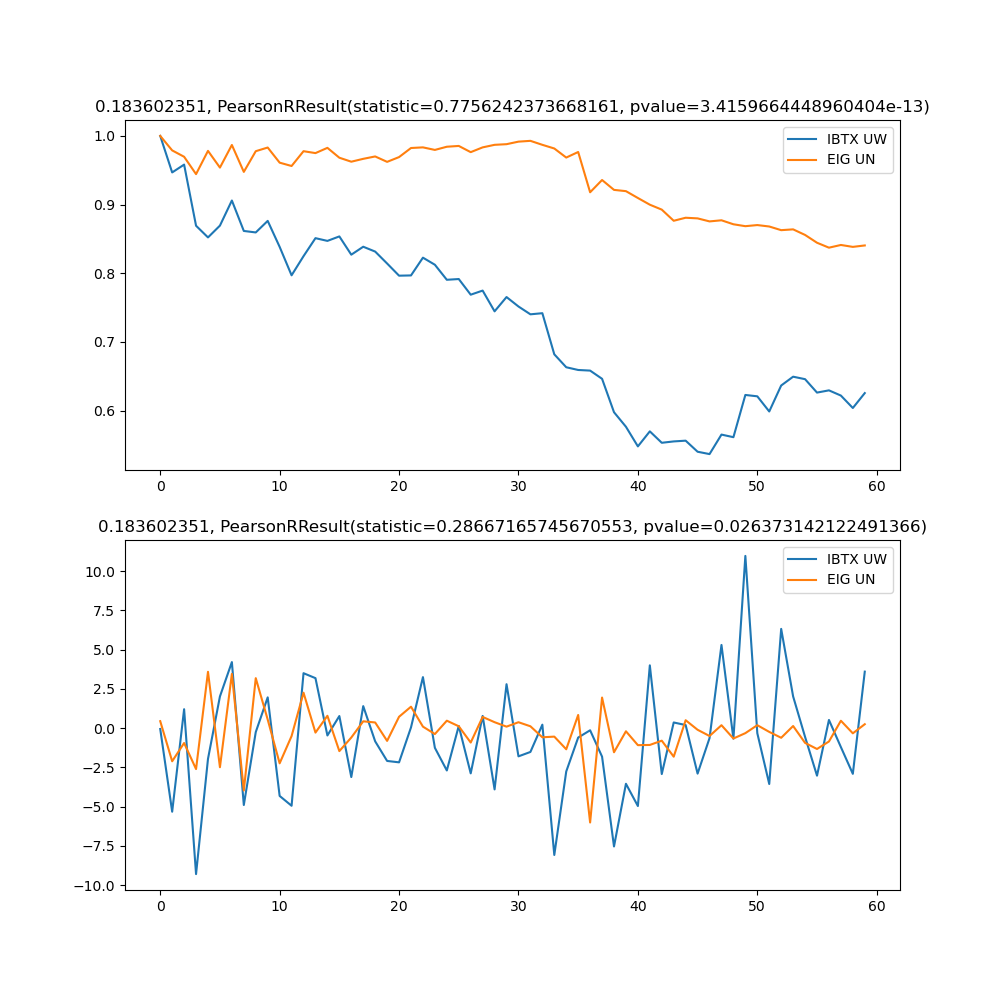 0.183602351, PearsonRResult(statistic=0.7756242373668161, pvalue=3.4159664448960404e-13)
IBTX UW
EIG UN
1.0
0.9
0.8
0.7
0.6
0 10 20 30 40 50 60
0.183602351, PearsonRResult(statistic=0.28667165745670553, pvalue=0.026373142122491366)
IBTX UW
EIG UN
10.0
7.5
5.0
2.5
0.0
−2.5
−5.0
−7.5
−10.0
0 10 20 30 40 50 60